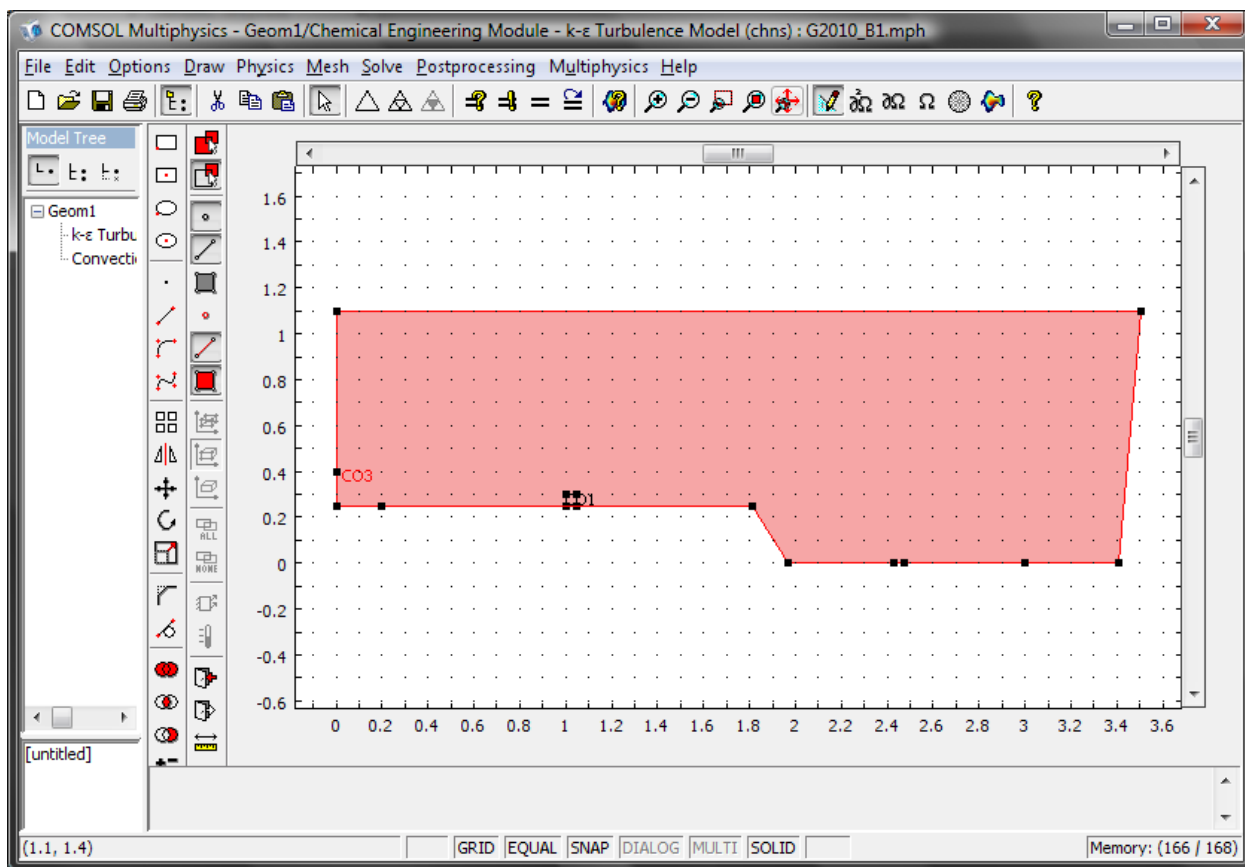 COMSOL Multiphysics - Geom1/Chemical Engineering Module - k-ε Turbulence Model (chns) : G2010_B1.mph
File Edit Options Draw Physics Mesh Solve Postprocessing Multiphysics Help
Model Tree
Geom1
k-ε Turbu
Convecti
[untitled]
ALL
NONE
1.6
1.4
1.2
1
0.8
0.6
0.4
0.2
0
-0.2
-0.4
-0.6
CO3
0 0.2 0.4 0.6 0.8 1 1.2 1.4 1.6 1.8 2 2.2 2.4 2.6 2.8 3 3.2 3.4 3.6
(1.1, 1.4) GRID EQUAL SNAP DIALOG MULTI SOLID Memory: (166 / 168)